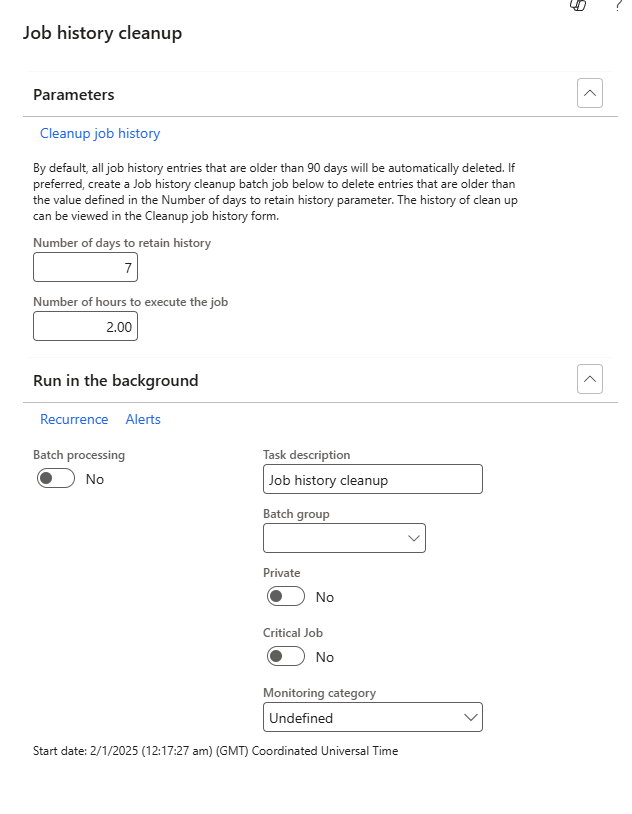 ?
Job history cleanup
Parameters
Cleanup job history
By default, all job history entries that are older than 90 days will be automatically deleted. If
preferred, create a Job history cleanup batch job below to delete entries that are older than
the value defined in the Number of days to retain history parameter. The history of clean up
can be viewed in the Cleanup job history form.
Number of days to retain history
7
Number of hours to execute the job
2.00
Run in the background
Recurrence Alerts
Batch processing
No
Task description
Job history cleanup
Batch group
Private
No
Critical Job
No
Monitoring category
Undefined
Start date: 2/1/2025 (12:17:27 am) (GMT) Coordinated Universal Time